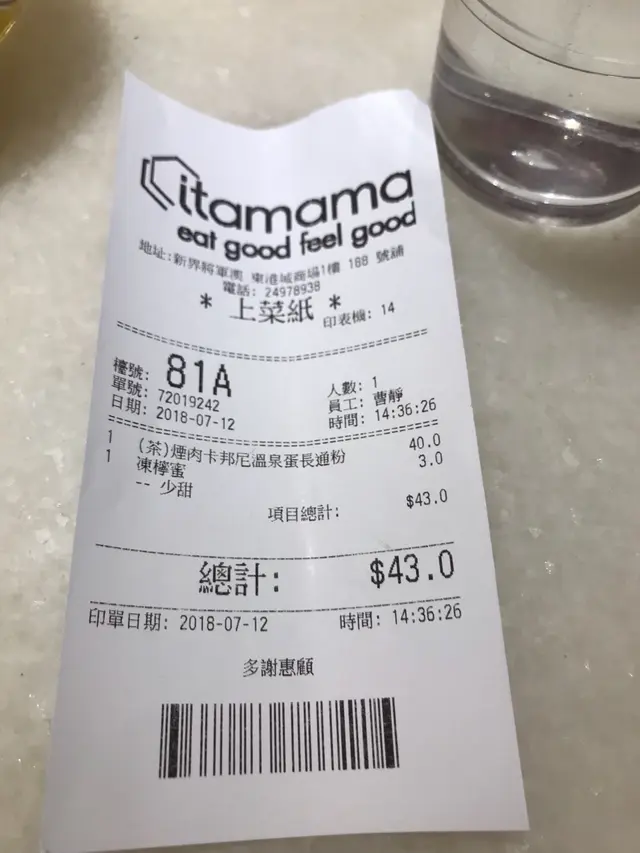 itamama
eat good feel good
地址:新界將軍澳 東港城商場1樓 188 號舖
電話: 24978938
* 上菜紙 *
印表機: 14
檯號: 81A
人數: 1
單號: 72019242
員工: 曹靜
日期: 2018-07-12
時間: 14:36:26
1 (茶)煙肉卡邦尼溫泉蛋長通粉 40.0
1 凍檸蜜 3.0
-- 少甜
項目總計: $43.0
總計: $43.0
印單日期: 2018-07-12 時間: 14:36:26
多謝惠顧